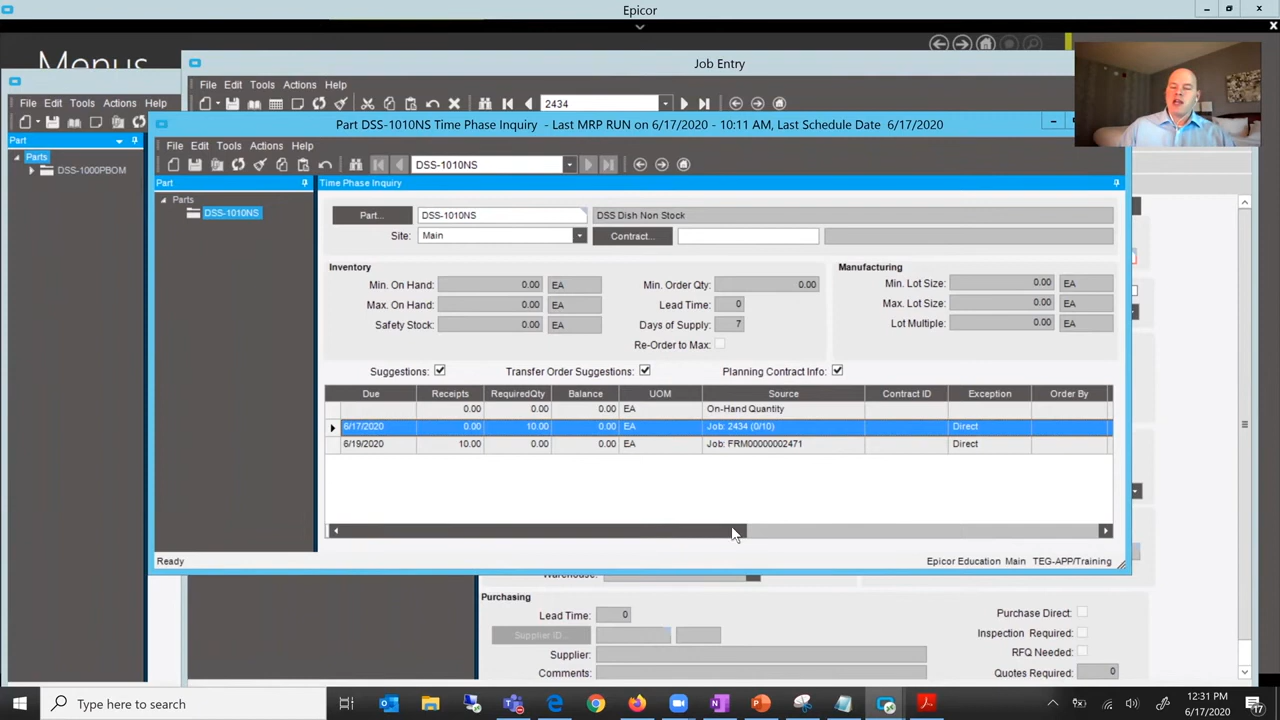 Epicor
Menus
Job Entry
File Edit Tools Actions Help
2434
File Edit Tools Actions Help
Part DSS-1010NS Time Phase Inquiry - Last MRP RUN on 6/17/2020 - 10:11 AM, Last Schedule Date 6/17/2020
File Edit Tools Actions Help
DSS-1010NS
Part
Parts
DSS-1000PBOM
Part
Parts
DSS-1010NS
Time Phase Inquiry
Part... DSS-1010NS DSS Dish Non Stock
Site: Main Contract...
Inventory Manufacturing
Min. On Hand: 0.00 EA Min. Order Qty: 0.00 Min. Lot Size: 0.00 EA
Max. On Hand: 0.00 EA Lead Time: 0 Max. Lot Size: 0.00 EA
Safety Stock: 0.00 EA Days of Supply: 7 Lot Multiple: 0.00 EA
Re-Order to Max:
Suggestions: Transfer Order Suggestions: Planning Contract Info:
Due Receipts RequiredQty Balance UOM Source Contract ID Exception Order By
0.00 0.00 0.00 EA On-Hand Quantity
6/17/2020 0.00 10.00 0.00 EA Job: 2434 (0/10) Direct
6/19/2020 10.00 0.00 0.00 EA Job: FRM00000002471 Direct
Ready Epicor Education Main TEG-APP/Training
Warehouse:
Purchasing
Lead Time: 0 Purchase Direct:
Supplier ID... Inspection Required:
Supplier: RFQ Needed:
Comments: Quotes Required: 0
Type here to search
12:31 PM
6/17/2020
17